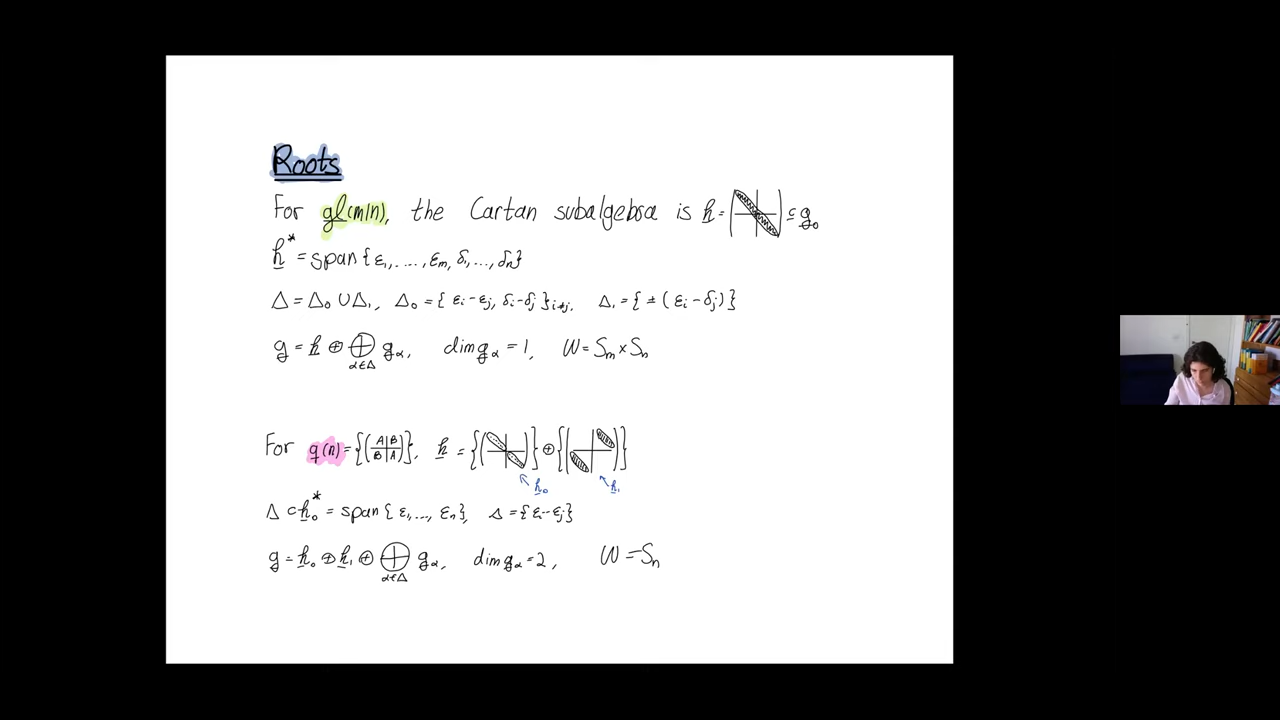 Roots
For gl(m|n), the Cartan subalgebra is h = ( ) ⊆ g₀
h* = span{ε₁, ...., εₘ, δ₁, ..., δₙ}
Δ = Δ₀ ∪ Δ₁, Δ₀ = {εᵢ - εⱼ, δᵢ - δⱼ}ᵢ≠ⱼ, Δ₁ = {±(εᵢ - δⱼ)}
g = h ⊕ ⨁_{α∈Δ} g_α, dim g_α = 1, W = Sₘ × Sₙ
For q(n) = {(A|B / B|A)}, h = {( )} ⊕ {( )}
h₀ h₁
Δ ⊂ h₀* = span{ε₁, ..., εₙ}, Δ = {εᵢ - εⱼ}
g = h₀ ⊕ h₁ ⊕ ⨁_{α∈Δ} g_α, dim g_α = 2, W = Sₙ